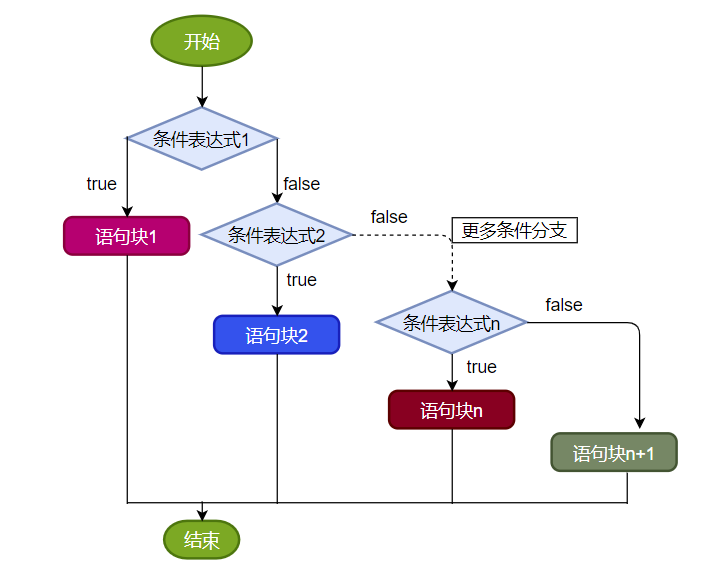 开始
条件表达式1
true
false
语句块1
条件表达式2
false
更多条件分支
true
语句块2
条件表达式n
false
true
语句块n
语句块n+1
结束